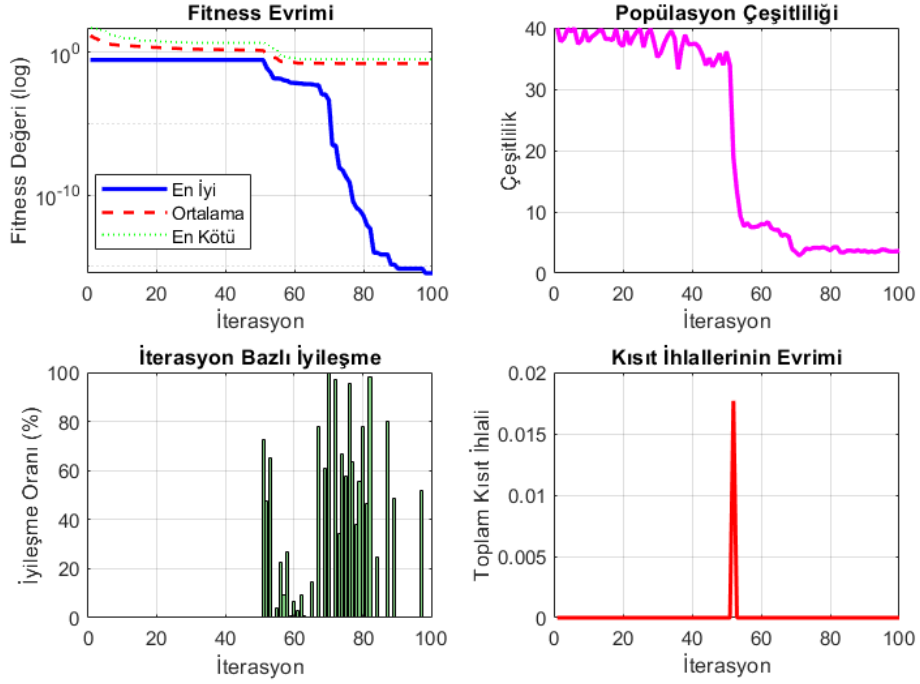 Fitness Evrimi
Fitness Değeri (log)
10^0
10^-10
En İyi
Ortalama
En Kötü
0 20 40 60 80 100
İterasyon
Popülasyon Çeşitliliği
Çeşitlilik
40
30
20
10
0
0 20 40 60 80 100
İterasyon
İterasyon Bazlı İyileşme
İyileşme Oranı (%)
100
80
60
40
20
0
0 20 40 60 80 100
İterasyon
Kısıt İhlallerinin Evrimi
Toplam Kısıt İhlali
0.02
0.015
0.01
0.005
0
0 20 40 60 80 100
İterasyon